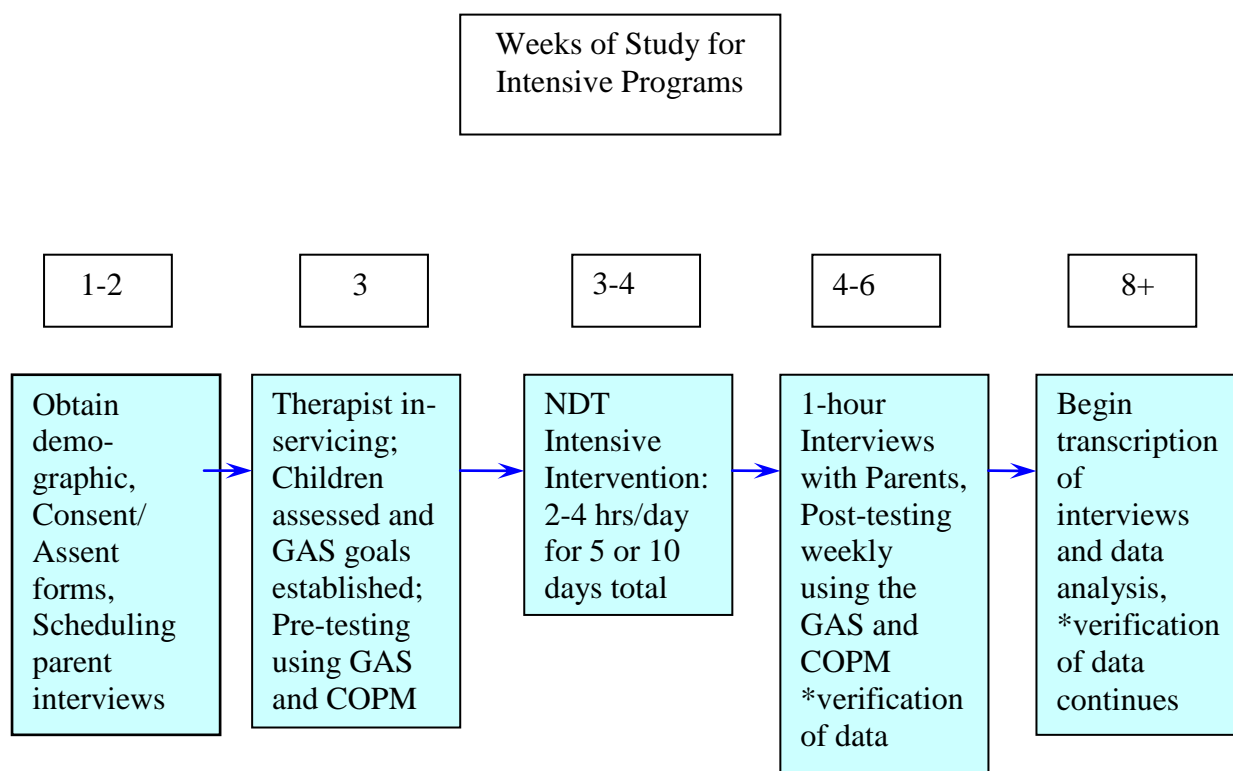 Weeks of Study for
Intensive Programs
1-2
3
3-4
4-6
8+
Obtain
demo-
graphic,
Consent/
Assent
forms,
Scheduling
parent
interviews
Therapist in-
servicing;
Children
assessed and
GAS goals
established;
Pre-testing
using GAS
and COPM
NDT
Intensive
Intervention:
2-4 hrs/day
for 5 or 10
days total
1-hour
Interviews
with Parents,
Post-testing
weekly
using the
GAS and
COPM
*verification
of data
Begin
transcription
of
interviews
and data
analysis,
*verification
of data
continues